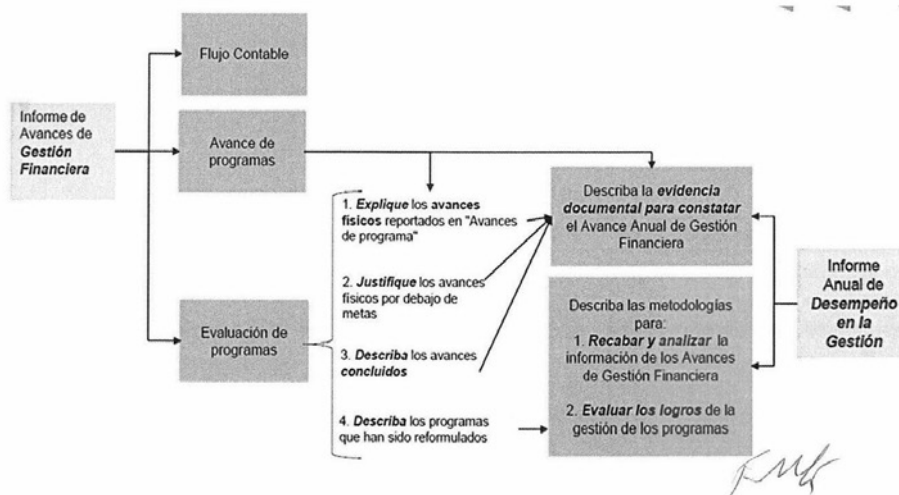 Flujo Contable
Informe de
Avances de
Gestión
Financiera
Avance de
programas
Evaluación de
programas
1. Explique los avances
físicos reportados en "Avances
de programa"
2. Justifique los avances
físicos por debajo de
metas
3. Describa los avances
concluidos
4. Describa los programas
que han sido reformulados
Describa la evidencia
documental para constatar
el Avance Anual de Gestión
Financiera
Describa las metodologías
para:
1. Recabar y analizar la
información de los Avances
de Gestión Financiera
2. Evaluar los logros de la
gestión de los programas
Informe
Anual de
Desempeño
en la
Gestión